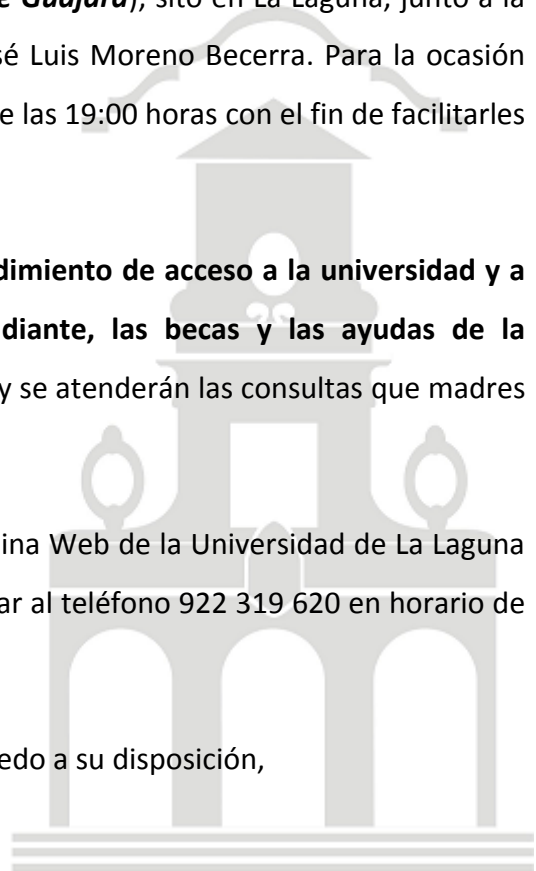 e Guajara), sito en La Laguna, junto a la
sé Luis Moreno Becerra. Para la ocasión
e las 19:00 horas con el fin de facilitarles
dimiento de acceso a la universidad y a
diante, las becas y las ayudas de la
y se atenderán las consultas que madres
ina Web de la Universidad de La Laguna
ar al teléfono 922 319 620 en horario de
edo a su disposición,